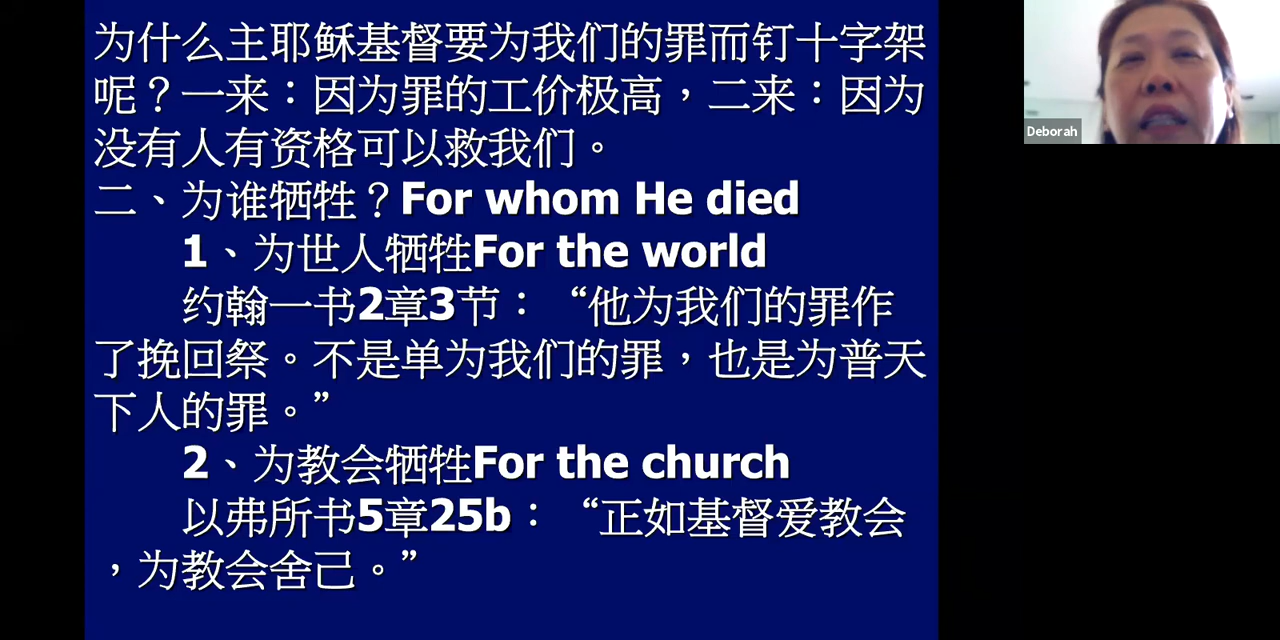 为什么主耶稣基督要为我们的罪而钉十字架
呢？一来：因为罪的工价极高，二来：因为
没有人有资格可以救我们。
二、为谁牺牲？For whom He died
1、为世人牺牲For the world
约翰一书2章3节：“他为我们的罪作
了挽回祭。不是单为我们的罪，也是为普天
下人的罪。”
2、为教会牺牲For the church
以弗所书5章25b：“正如基督爱教会
，为教会舍己。”
Deborah